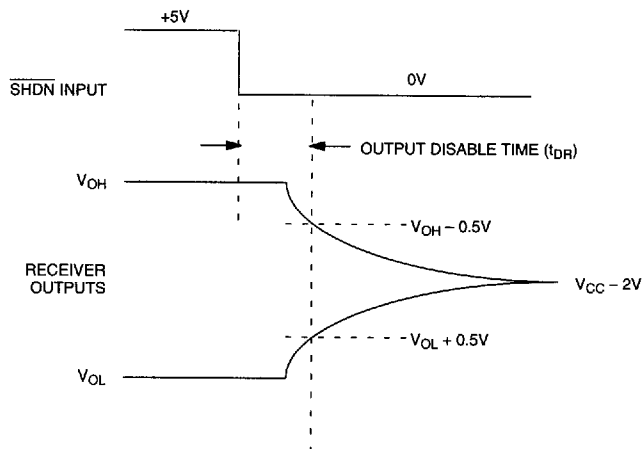 +5V
SHDN INPUT
0V
OUTPUT DISABLE TIME (tDR)
VOH
VOH – 0.5V
RECEIVER
OUTPUTS
VCC – 2V
VOL + 0.5V
VOL